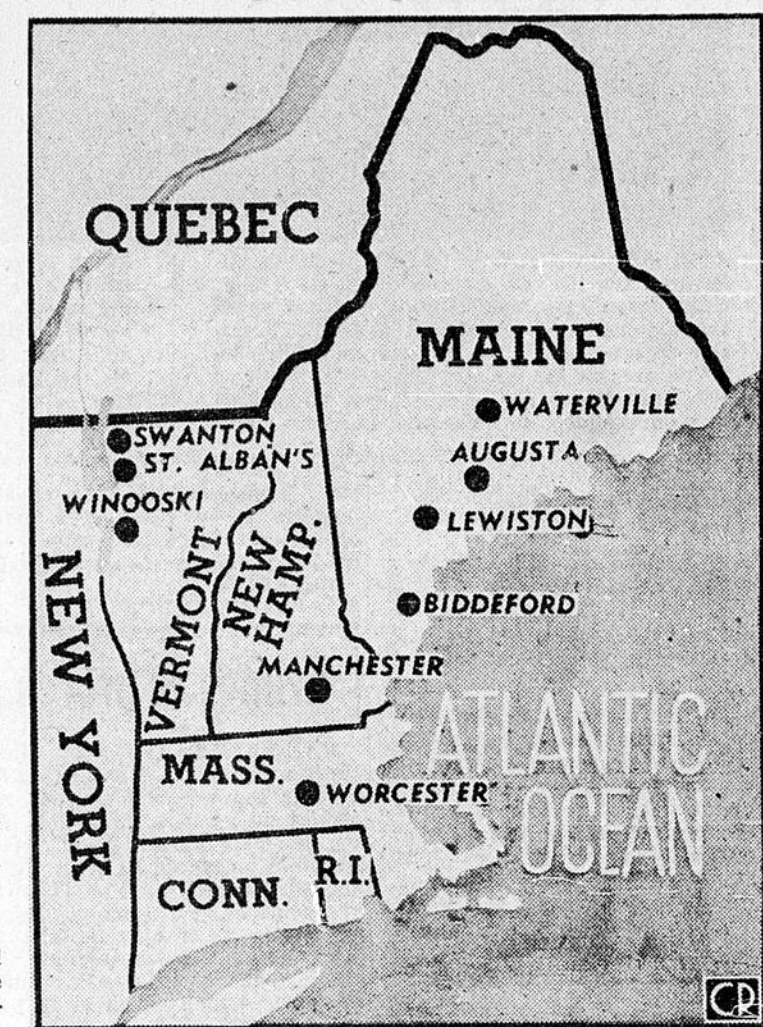 QUEBEC
MAINE
WATERVILLE
SWANTON
ST. ALBAN'S
AUGUSTA
WINOOSKI
LEWISTON
NEW YORK
VERMONT
NEW
HAMP.
BIDDEFORD
MANCHESTER
ATLANTIC
OCEAN
MASS.
WORCESTER
CONN.
R.I.
CR